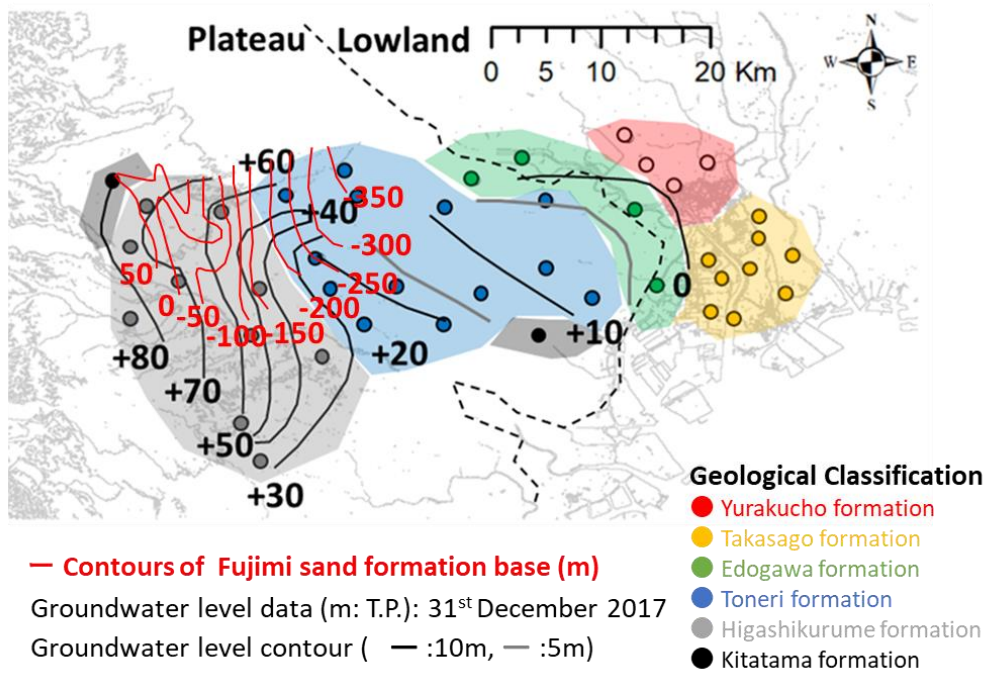 Plateau Lowland
0 5 10 20 Km
N
W E
S
+60
+40
-350
-300
-250
-200
50
0
-50
-100
-150
0
+10
+20
+80
+70
+50
+30
Geological Classification
Yurakucho formation
Takasago formation
Edogawa formation
Toneri formation
Higashikurume formation
Kitatama formation
Contours of Fujimi sand formation base (m)
Groundwater level data (m: T.P.): 31st December 2017
Groundwater level contour ( :10m, :5m)